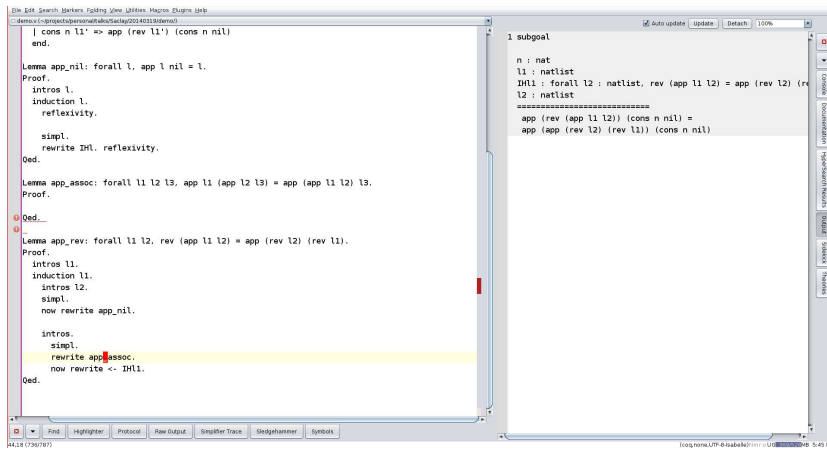 File Edit Search Markers Folding View Utilities Macros Plugins Help
demo.v (~/projects/personal/talks/Saclay/20140319/demo/)
| cons n l1' => app (rev l1') (cons n nil)
end.
Lemma app_nil: forall l, app l nil = l.
Proof.
intros l.
induction l.
reflexivity.
simpl.
rewrite IHl. reflexivity.
Qed.
Lemma app_assoc: forall l1 l2 l3, app l1 (app l2 l3) = app (app l1 l2) l3.
Proof.
Qed.
Lemma app_rev: forall l1 l2, rev (app l1 l2) = app (rev l2) (rev l1).
Proof.
intros l1.
induction l1.
intros l2.
simpl.
now rewrite app_nil.
intros.
simpl.
rewrite app_assoc.
now rewrite <- IHl1.
Qed.
Auto update Update Detach 100%
1 subgoal
n : nat
l1 : natlist
IHl1 : forall l2 : natlist, rev (app l1 l2) = app (rev l2) (re
l2 : natlist
============================
app (rev (app l1 l2)) (cons n nil) =
app (app (rev l2) (rev l1)) (cons n nil)
Console
Documentation
HyperSearch Results
Output
Sidekick
Theories
Find Highlighter Protocol Raw Output Simplifier Trace Sledgehammer Symbols
44,18 (736/787)
(coq,none,UTF-8-Isabelle)